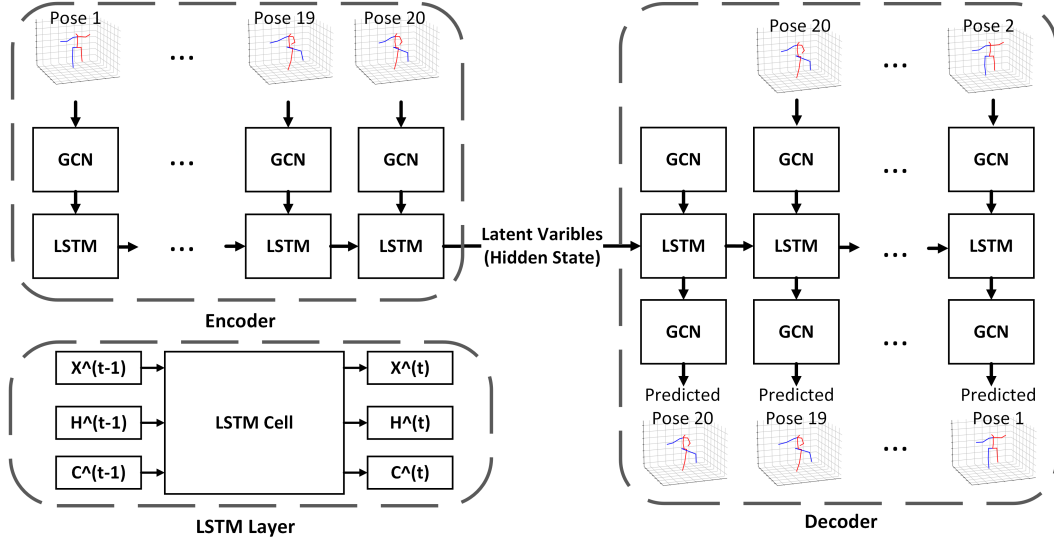 Pose 1
Pose 19
Pose 20
...
GCN
...
GCN
GCN
LSTM
...
LSTM
LSTM
Encoder
Latent Varibles
(Hidden State)
X^(t-1)
H^(t-1)
C^(t-1)
LSTM Cell
X^(t)
H^(t)
C^(t)
LSTM Layer
Pose 20
...
Pose 2
GCN
GCN
...
GCN
LSTM
LSTM
...
LSTM
GCN
GCN
...
GCN
Predicted
Pose 20
Predicted
Pose 19
...
Predicted
Pose 1
Decoder